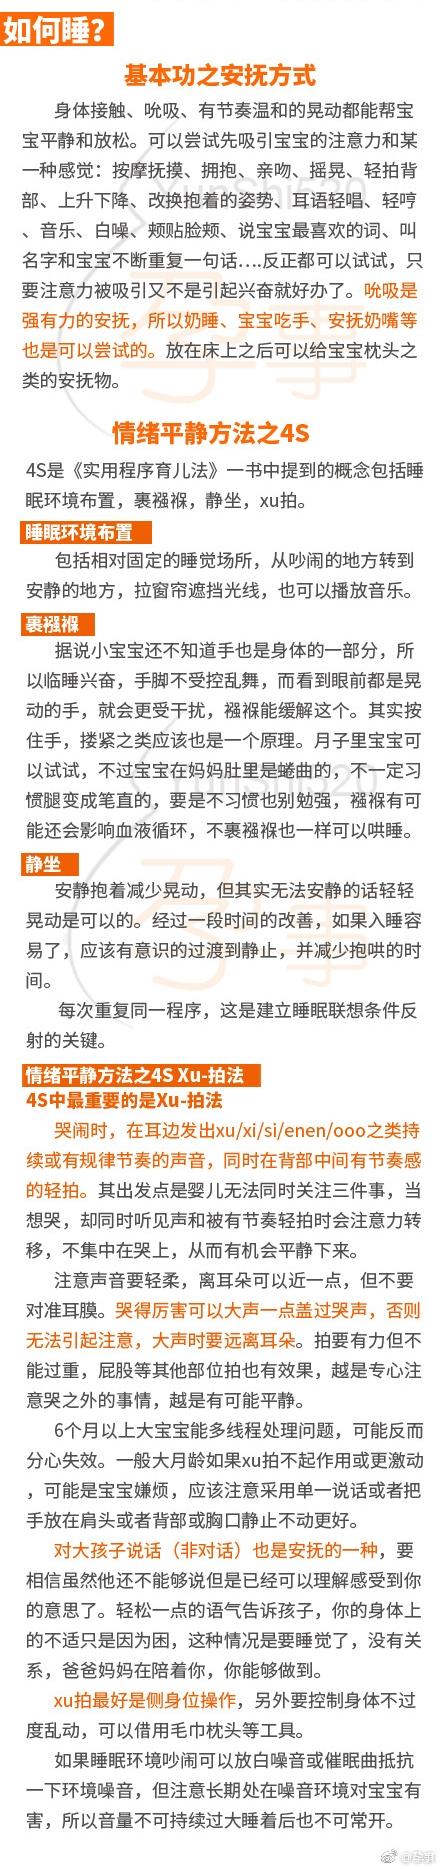 如何睡？
基本功之安抚方式
身体接触、吮吸、有节奏温和的晃动都能帮宝
宝平静和放松。可以尝试先吸引宝宝的注意力和某
一种感觉：按摩抚摸、拥抱、亲吻、摇晃、轻拍背
部、上升下降、改换抱着的姿势、耳语轻唱、轻哼
、音乐、白噪、颊贴脸颊、说宝宝最喜欢的词、叫
名字和宝宝不断重复一句话....反正都可以试试，只
要注意力被吸引又不是引起兴奋就好办了。吮吸是
强有力的安抚，所以奶睡、宝宝吃手、安抚奶嘴等
也是可以尝试的。放在床上之后可以给宝宝枕头之
类的安抚物。
情绪平静方法之4S
4S是《实用程序育儿法》一书中提到的概念包括睡
眠环境布置，裹襁褓，静坐，xu拍。
睡眠环境布置
包括相对固定的睡觉场所，从吵闹的地方转到
安静的地方，拉窗帘遮挡光线，也可以播放音乐。
裹襁褓
据说小宝宝还不知道手也是身体的一部分，所
以临睡兴奋，手脚不受控乱舞，而看到眼前都是晃
动的手，就会更受干扰，襁褓能缓解这个。其实按
住手，搂紧之类应该也是一个原理。月子里宝宝可
以试试，不过宝宝在妈妈肚里是蜷曲的，不一定习
惯腿变成笔直的，要是不习惯也别勉强，襁褓有可
能还会影响血液循环，不裹襁褓也一样可以哄睡。
静坐
安静抱着减少晃动，但其实无法安静的话轻轻
晃动是可以的。经过一段时间的改善，如果入睡容
易了，应该有意识的过渡到静止，并减少抱哄的时
间。
每次重复同一程序，这是建立睡眠联想条件反
射的关键。
情绪平静方法之4S Xu-拍法
4S中最重要的是Xu-拍法
哭闹时，在耳边发出xu/xi/si/enen/ooo之类持
续或有规律节奏的声音，同时在背部中间有节奏感
的轻拍。其出发点是婴儿无法同时关注三件事，当
想哭，却同时听见声和被有节奏轻拍时会注意力转
移，不集中在哭上，从而有机会平静下来。
注意声音要轻柔，离耳朵可以近一点，但不要
对准耳膜。哭得厉害可以大声一点盖过哭声，否则
无法引起注意，大声时要远离耳朵。拍要有力但不
能过重，屁股等其他部位拍也有效果，越是专心注
意哭之外的事情，越是有可能平静。
6个月以上大宝宝能多线程处理问题，可能反而
分心失效。一般大月龄如果xu拍不起作用或更激动
，可能是宝宝嫌烦，应该注意采用单一说话或者把
手放在肩头或者背部或胸口静止不动更好。
对大孩子说话（非对话）也是安抚的一种，要
相信虽然他还不能够说但是已经可以理解感受到你
的意思了。轻松一点的语气告诉孩子，你的身体上
的不适只是因为困，这种情况是要睡觉了，没有关
系，爸爸妈妈在陪着你，你能够做到。
xu拍最好是侧身位操作，另外要控制身体不过
度乱动，可以借用毛巾枕头等工具。
如果睡眠环境吵闹可以放白噪音或催眠曲抵抗
一下环境噪音，但注意长期处在噪音环境对宝宝有
害，所以音量不可持续过大睡着后也不可常开。
YunShi520
孕事
YunShi520
孕事
@孕事